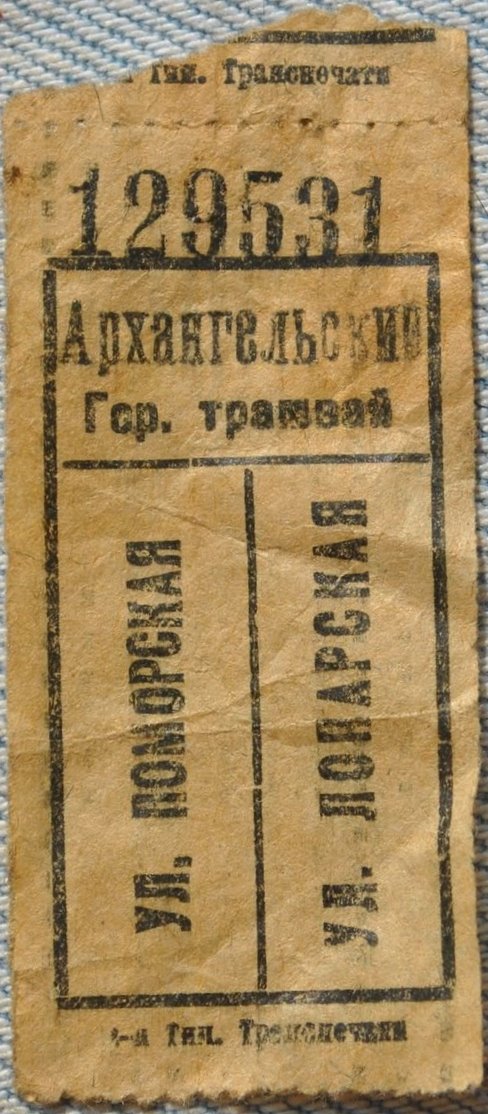 Тип. Транспечати
129531
Архангельский
Гор. трамвай
УЛ. ПОМОРСКАЯ
УЛ. ЛОПАРСКАЯ
Тип. Транспечати